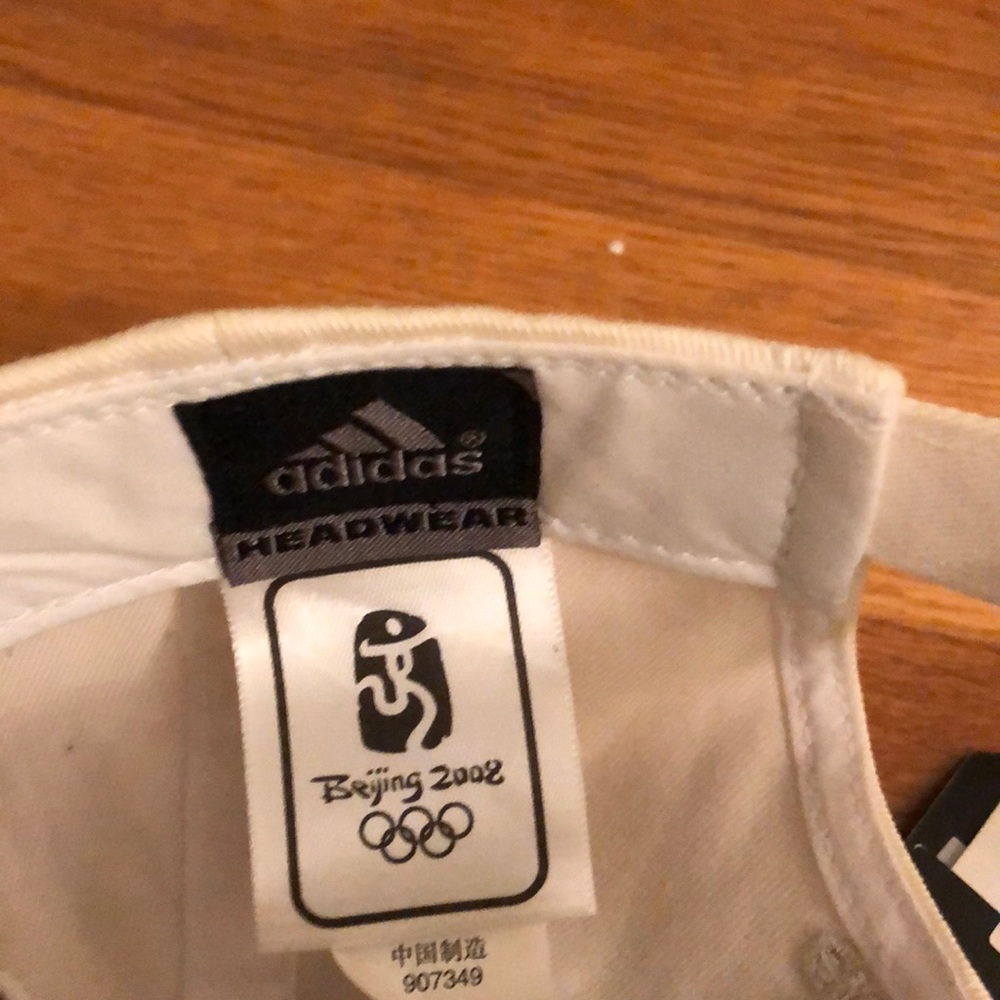 adidas®
HEADWEAR
Beijing 2008
中国制造
907349